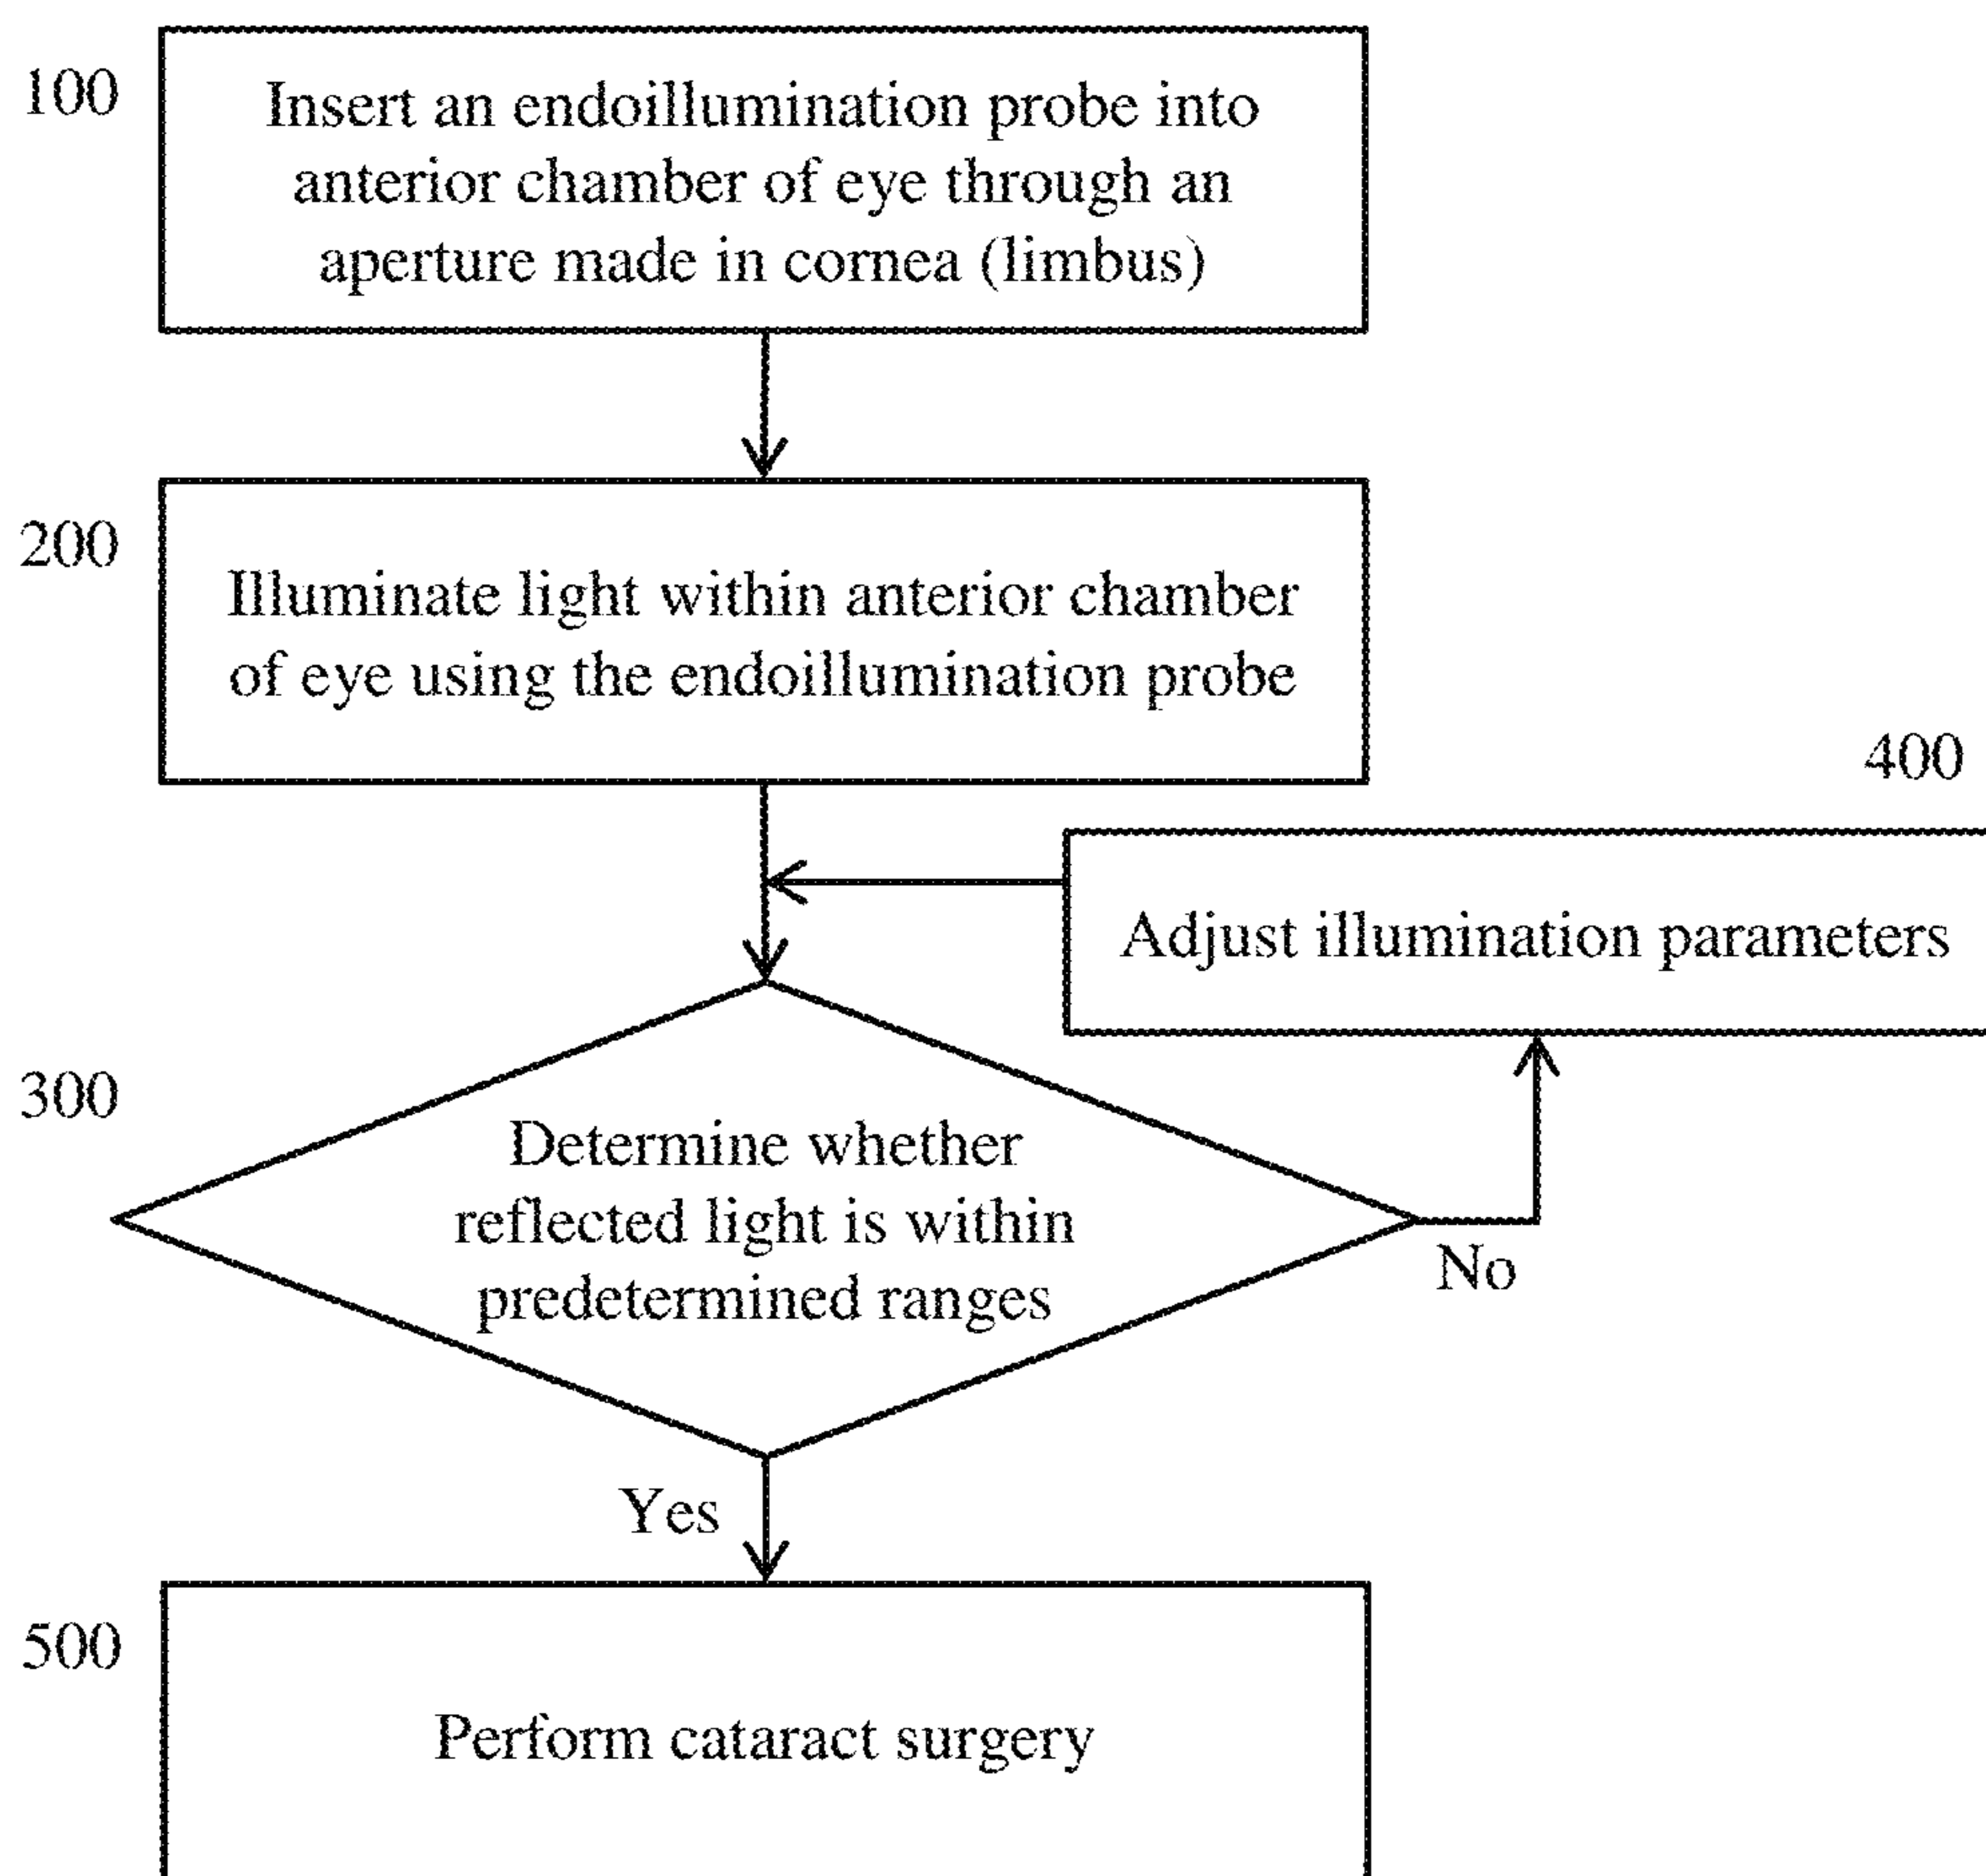 100
Insert an endoillumination probe into
anterior chamber of eye through an
aperture made in cornea (limbus)
200
Illuminate light within anterior chamber
of eye using the endoillumination probe
400
Adjust illumination parameters
300
Determine whether
reflected light is within
predetermined ranges
No
Yes
500
Perform cataract surgery